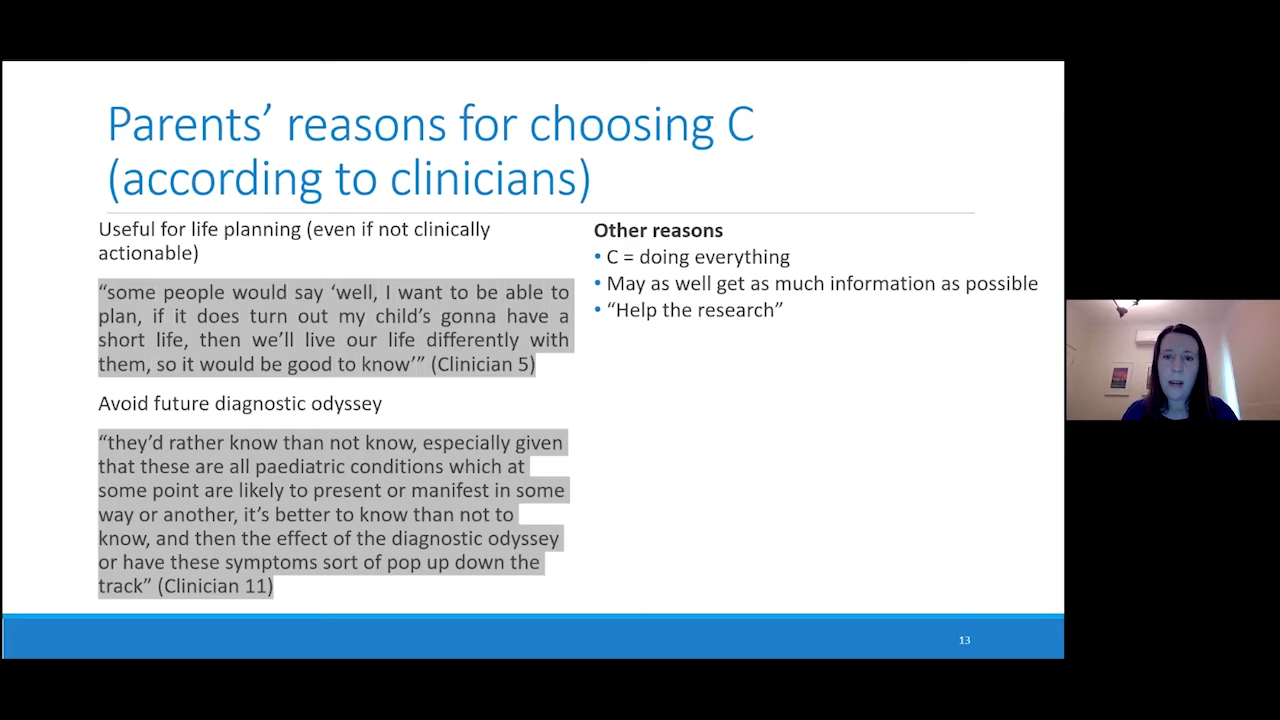 Parents’ reasons for choosing C
(according to clinicians)
Useful for life planning (even if not clinically
actionable)
“some people would say ‘well, I want to be able to
plan, if it does turn out my child’s gonna have a
short life, then we’ll live our life differently with
them, so it would be good to know’” (Clinician 5)
Avoid future diagnostic odyssey
“they’d rather know than not know, especially given
that these are all paediatric conditions which at
some point are likely to present or manifest in some
way or another, it’s better to know than not to
know, and then the effect of the diagnostic odyssey
or have these symptoms sort of pop up down the
track” (Clinician 11)
Other reasons
• C = doing everything
• May as well get as much information as possible
• “Help the research”
13